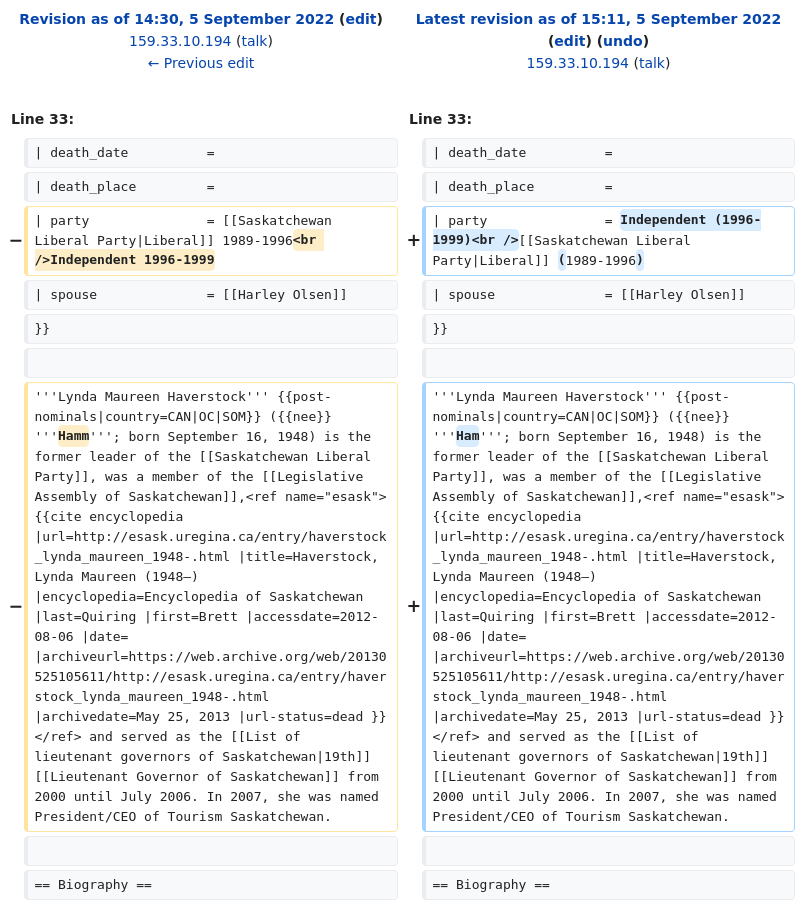 Revision as of 14:30, 5 September 2022 (edit)
159.33.10.194 (talk)
← Previous edit
Line 33:
| death_date          =
| death_place         =
− | party               = [[Saskatchewan
Liberal Party|Liberal]] 1989-1996<br
/>Independent 1996-1999
| spouse              = [[Harley Olsen]]
}}
− '''Lynda Maureen Haverstock''' {{post-
nominals|country=CAN|OC|SOM}} ({{nee}}
'''Hamm'''; born September 16, 1948) is the
former leader of the [[Saskatchewan Liberal
Party]], was a member of the [[Legislative
Assembly of Saskatchewan]],<ref name="esask">
{{cite encyclopedia
|url=http://esask.uregina.ca/entry/haverstock
_lynda_maureen_1948-.html |title=Haverstock,
Lynda Maureen (1948–)
|encyclopedia=Encyclopedia of Saskatchewan
|last=Quiring |first=Brett |accessdate=2012-
08-06 |date=
|archiveurl=https://web.archive.org/web/20130
525105611/http://esask.uregina.ca/entry/haver
stock_lynda_maureen_1948-.html
|archivedate=May 25, 2013 |url-status=dead }}
</ref> and served as the [[List of
lieutenant governors of Saskatchewan|19th]]
[[Lieutenant Governor of Saskatchewan]] from
2000 until July 2006. In 2007, she was named
President/CEO of Tourism Saskatchewan.
== Biography ==
Latest revision as of 15:11, 5 September 2022
(edit) (undo)
159.33.10.194 (talk)
Line 33:
| death_date          =
| death_place         =
+ | party               = Independent (1996-
1999)<br />[[Saskatchewan Liberal
Party|Liberal]] (1989-1996)
| spouse              = [[Harley Olsen]]
}}
+ '''Lynda Maureen Haverstock''' {{post-
nominals|country=CAN|OC|SOM}} ({{nee}}
'''Ham'''; born September 16, 1948) is the
former leader of the [[Saskatchewan Liberal
Party]], was a member of the [[Legislative
Assembly of Saskatchewan]],<ref name="esask">
{{cite encyclopedia
|url=http://esask.uregina.ca/entry/haverstock
_lynda_maureen_1948-.html |title=Haverstock,
Lynda Maureen (1948–)
|encyclopedia=Encyclopedia of Saskatchewan
|last=Quiring |first=Brett |accessdate=2012-
08-06 |date=
|archiveurl=https://web.archive.org/web/20130
525105611/http://esask.uregina.ca/entry/haver
stock_lynda_maureen_1948-.html
|archivedate=May 25, 2013 |url-status=dead }}
</ref> and served as the [[List of
lieutenant governors of Saskatchewan|19th]]
[[Lieutenant Governor of Saskatchewan]] from
2000 until July 2006. In 2007, she was named
President/CEO of Tourism Saskatchewan.
== Biography ==